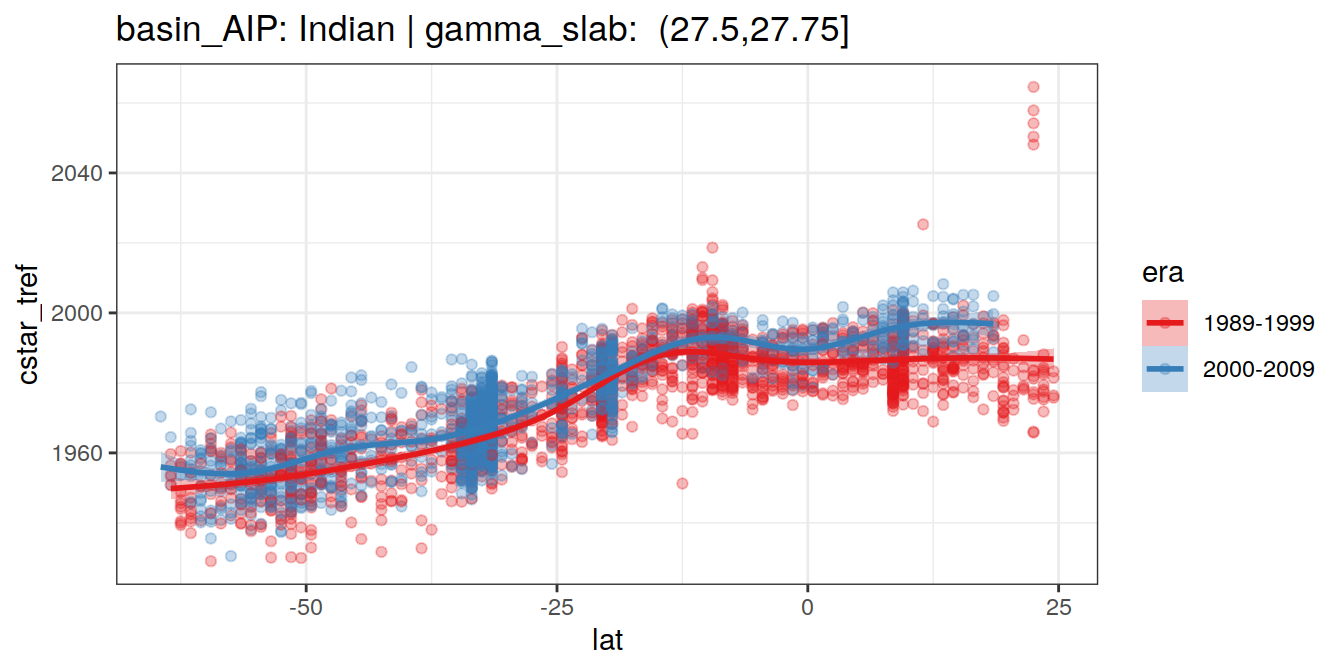 basin_AIP: Indian | gamma_slab:  (27.5,27.75]
cstar_tref
2040
2000
1960
-50
-25
0
25
lat
era
1989-1999
2000-2009